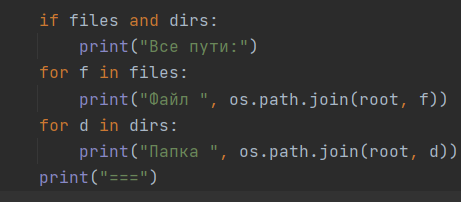 if files and dirs:
    print("Все пути:")
for f in files:
    print("Файл ", os.path.join(root, f))
for d in dirs:
    print("Папка ", os.path.join(root, d))
print("===")